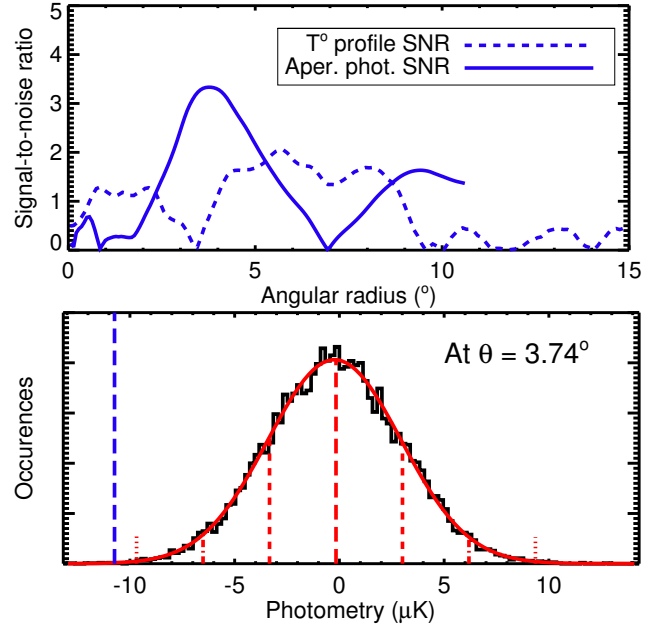 5
4
3
2
1
0
Signal-to-noise ratio
T° profile SNR
Aper. phot. SNR
0
5
10
15
Angular radius (°)
At θ = 3.74°
Occurences
-10
-5
0
5
10
Photometry (μK)